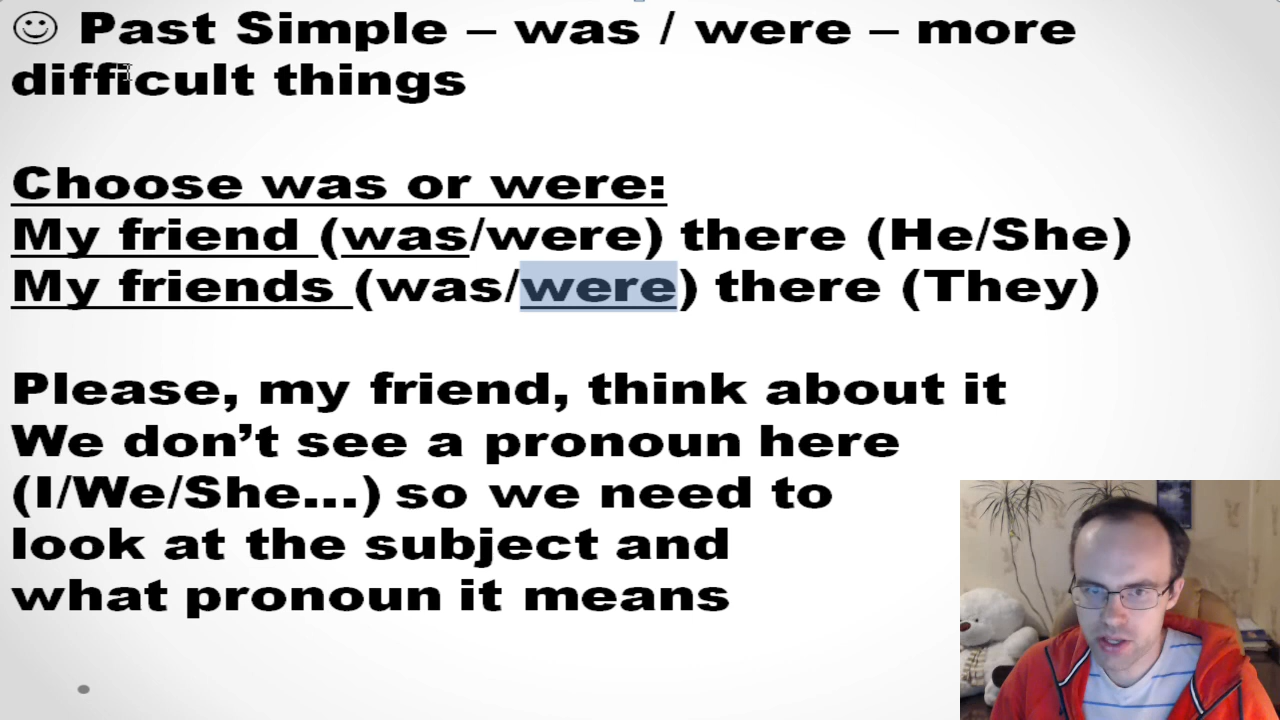 ☺ Past Simple – was / were – more
difficult things
Choose was or were:
My friend (was/were) there (He/She)
My friends (was/were) there (They)
Please, my friend, think about it
We don’t see a pronoun here
(I/We/She...) so we need to
look at the subject and
what pronoun it means